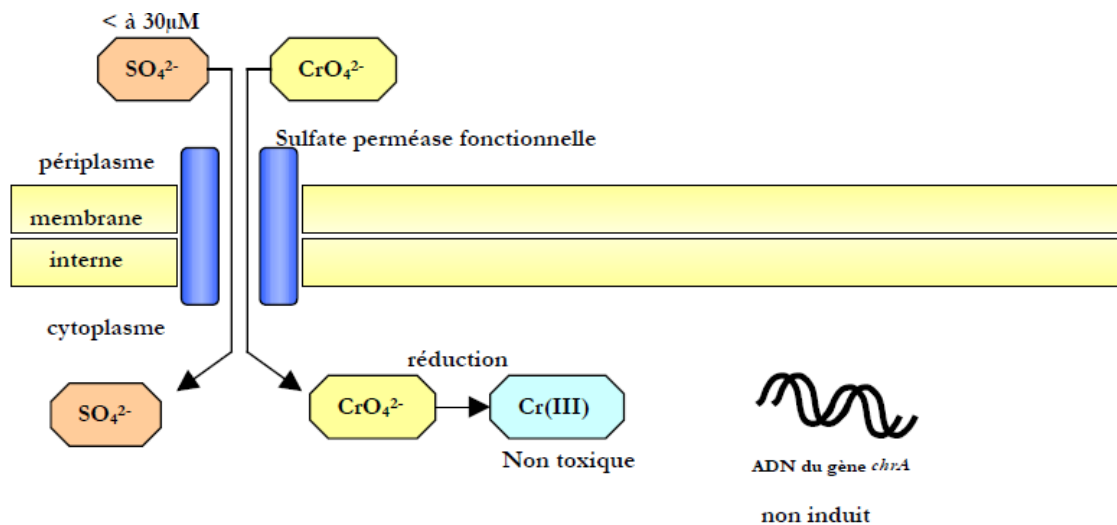 < à 30µM
SO₄²⁻
CrO₄²⁻
Sulfate perméase fonctionnelle
périplasme
membrane
interne
cytoplasme
réduction
SO₄²⁻
CrO₄²⁻
Cr(III)
Non toxique
ADN du gène chrA
non induit